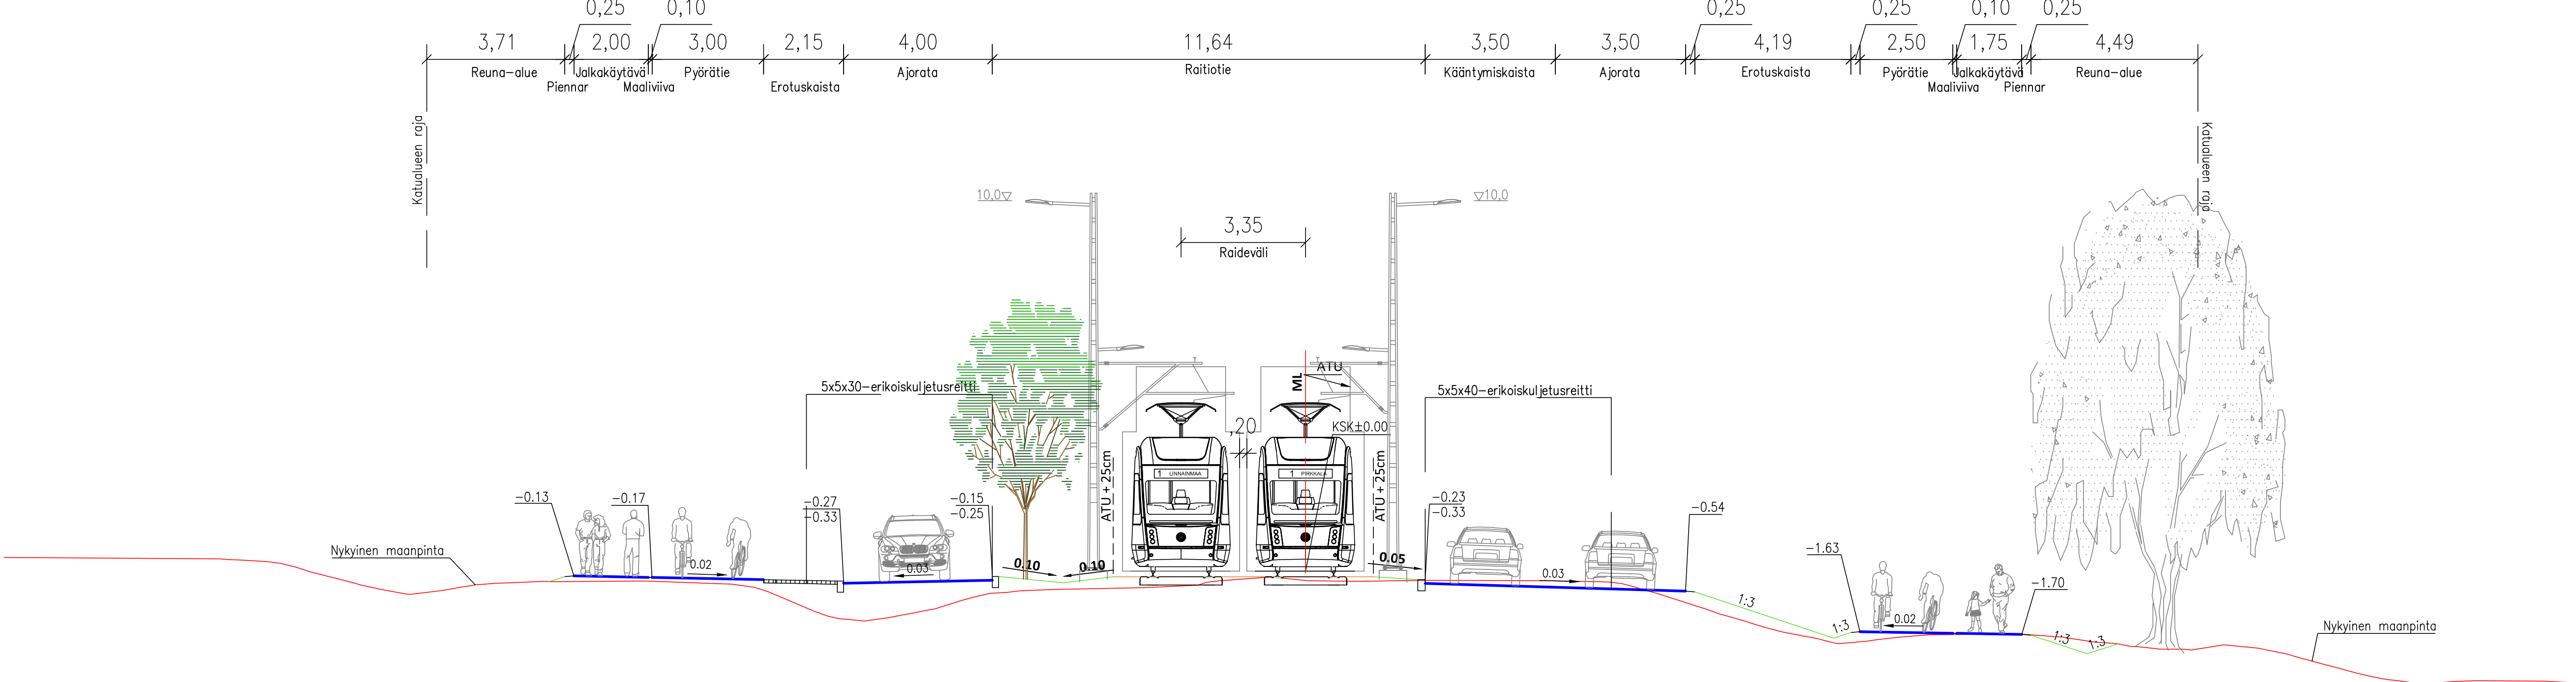 0,25
0,10
0,25
0,25
0,10
0,25
3,71
2,00
3,00
2,15
4,00
11,64
3,50
3,50
4,19
2,50
1,75
4,49
Reuna-alue
Jalkakäytävä
Pyörätie
Ajorata
Raitiotie
Kääntymiskaista
Ajorata
Erotuskaista
Pyörätie
Jalkakäytävä
Reuna-alue
Piennar
Maaliviiva
Erotuskaista
Maaliviiva
Piennar
Katualueen raja
Katualueen raja
10.0
10,0
3,35
Raideväli
ML
ATU
5x5x30-erikoiskuljetusreitti
5x5x40-erikoiskuljetusreitti
,20
KSK±0.00
ATU + 25cm
ATU + 25cm
1 LINNAINMAA
1 PIRKKALA
-0.13
-0.17
-0.27
-0.33
-0.15
-0.25
-0.23
-0.33
-0.54
-1.63
-1.70
Nykyinen maanpinta
0.02
0.03
0.10
0.10
0.05
0.03
1:3
1:3
0.02
1:3
1:3
Nykyinen maanpinta